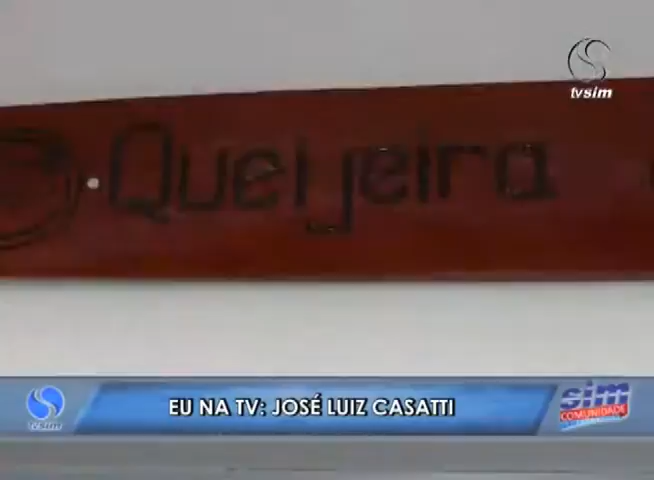 tvsim
Queijeira
EU NA TV: JOSÉ LUIZ CASATTI
tvsim
sim
COMUNIDADE